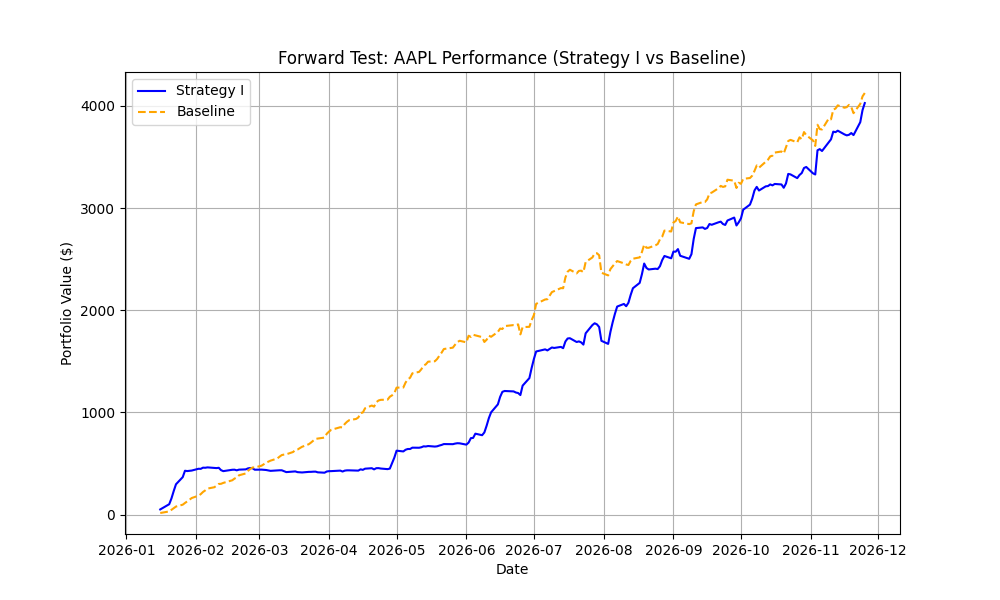 Forward Test: AAPL Performance (Strategy I vs Baseline)
Strategy I
Baseline
Portfolio Value ($)
4000
3000
2000
1000
0
2026-01 2026-02 2026-03 2026-04 2026-05 2026-06 2026-07 2026-08 2026-09 2026-10 2026-11 2026-12
Date